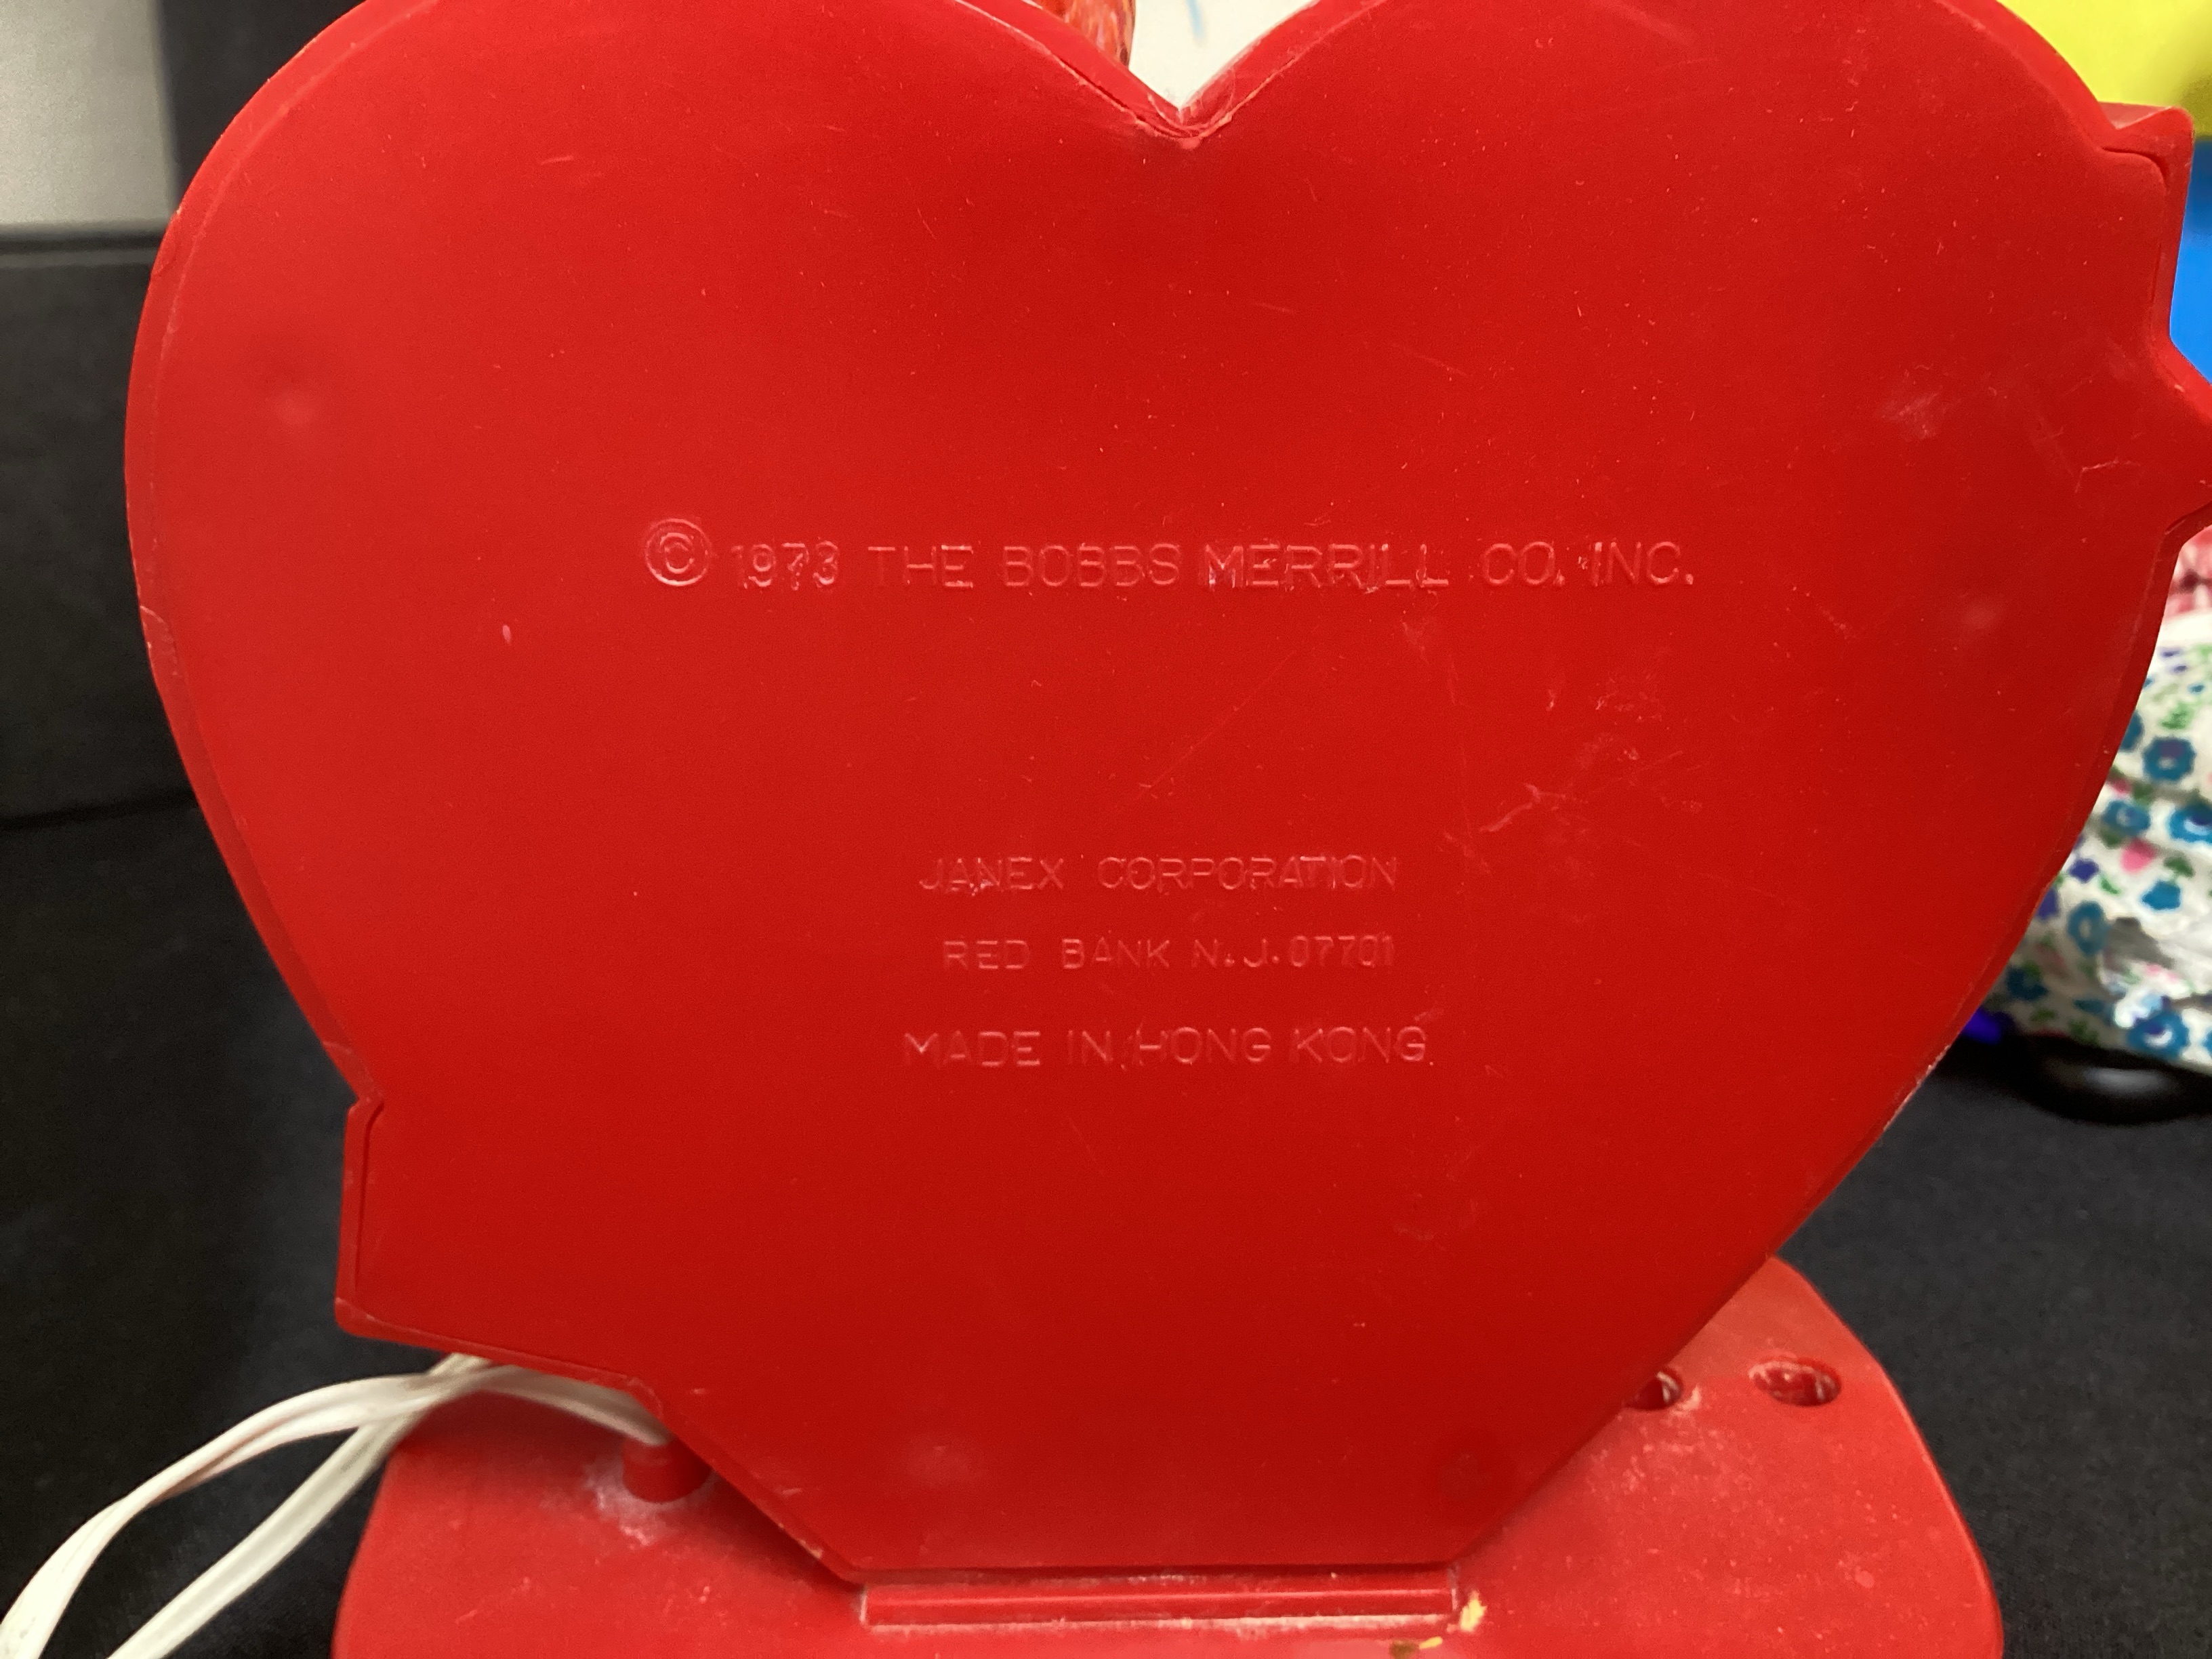 © 1973 THE BOBBS MERRILL CO. INC.
JANEX CORPORATION
RED BANK N.J. 07701
MADE IN HONG KONG